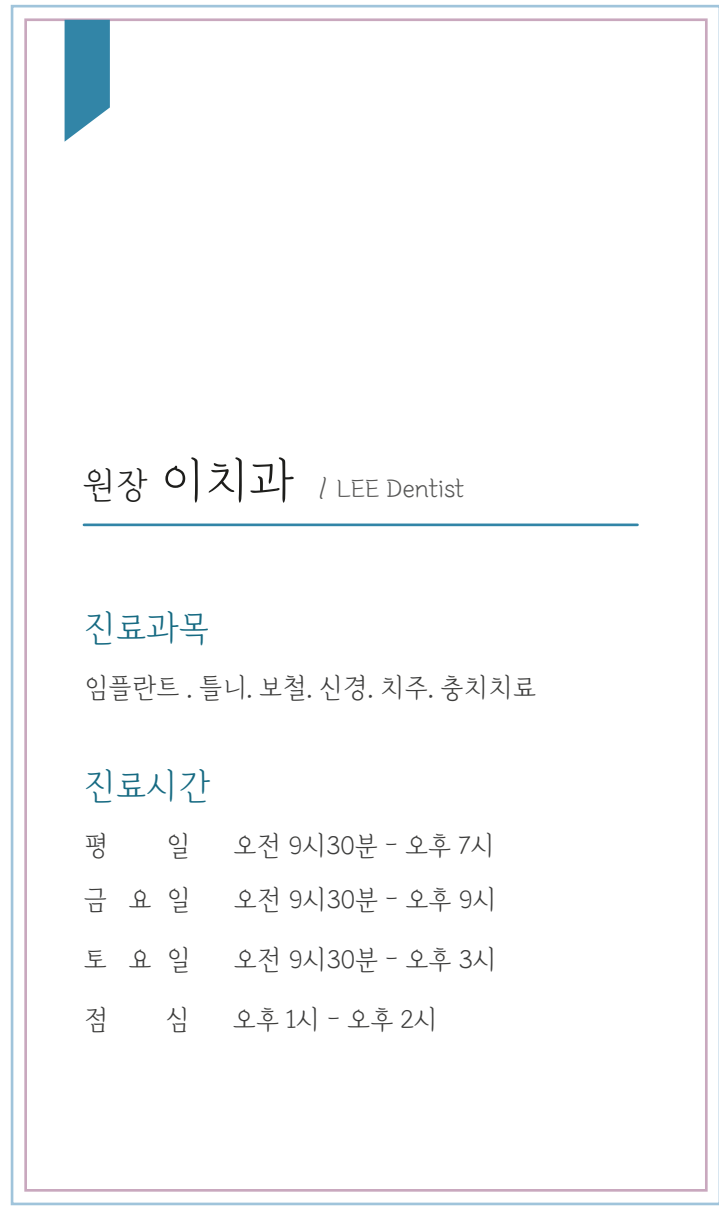 원장 이치과 / LEE Dentist
진료과목
임플란트 . 틀니. 보철. 신경. 치주. 충치치료
진료시간
평 일 오전 9시30분 - 오후 7시
금 요 일 오전 9시30분 - 오후 9시
토 요 일 오전 9시30분 - 오후 3시
점 심 오후 1시 - 오후 2시